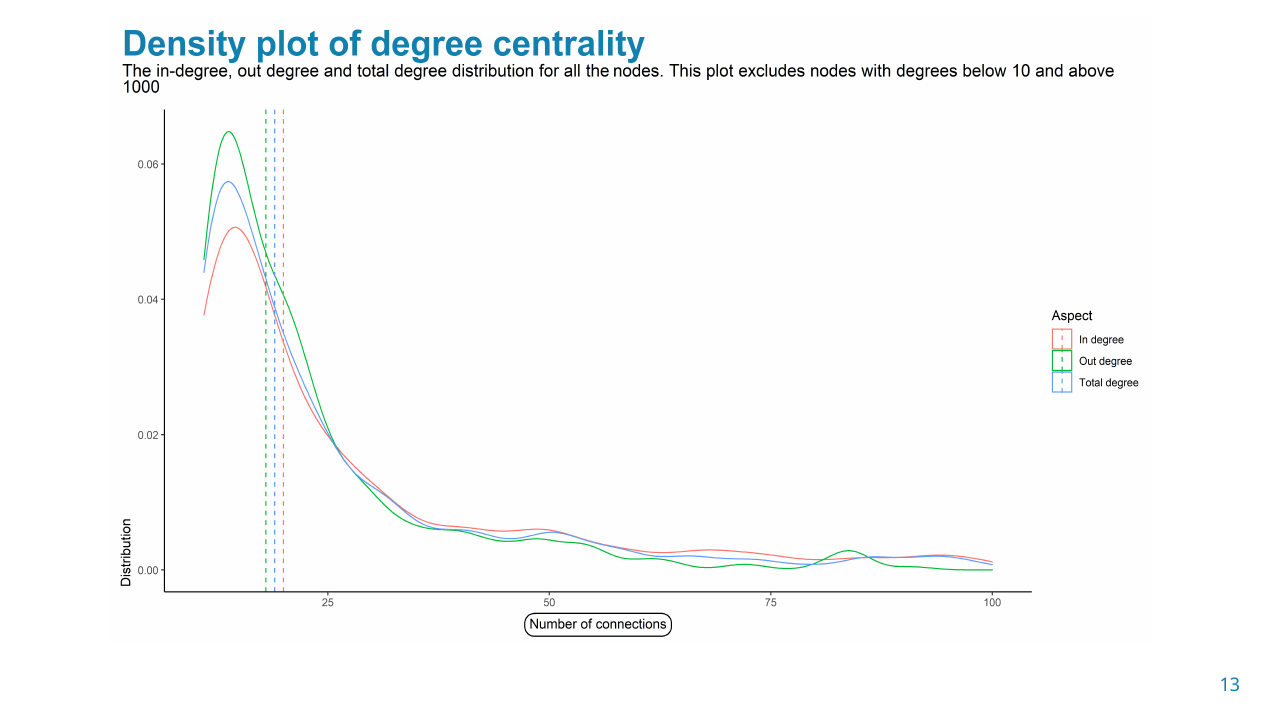 Density plot of degree centrality
The in-degree, out degree and total degree distribution for all the nodes. This plot excludes nodes with degrees below 10 and above
1000
0.06
0.04
0.02
0.00
Distribution
25
50
75
100
Number of connections
Aspect
In degree
Out degree
Total degree
13